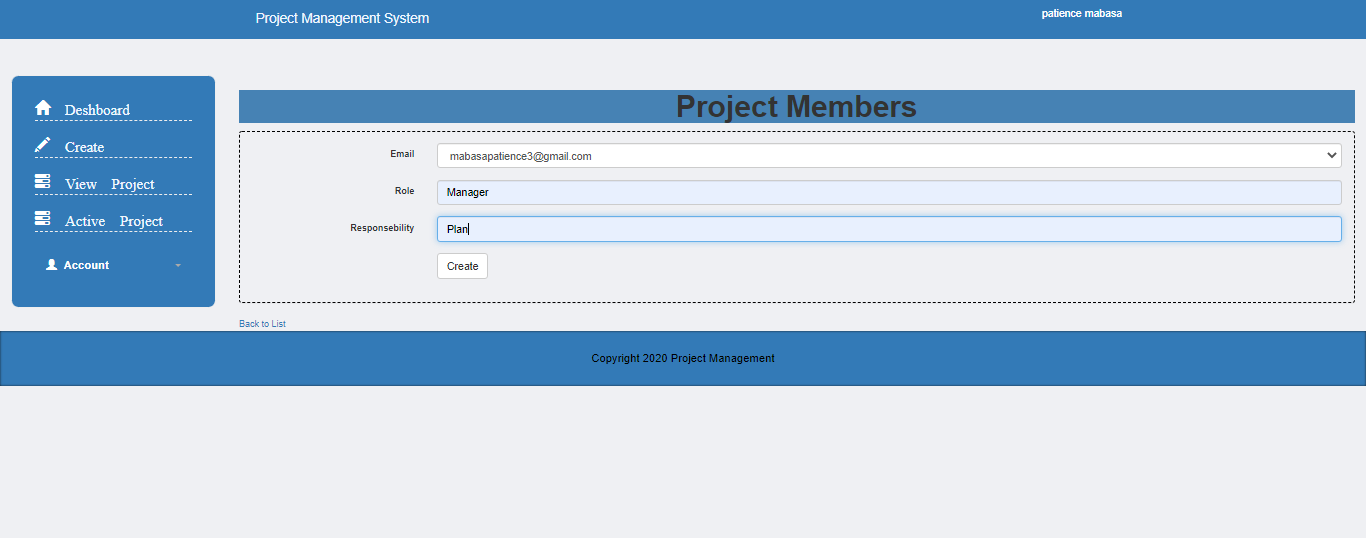 Project Management System
patience mabasa
Deshboard
Create
View Project
Active Project
Account
Project Members
Email
mabasapatience3@gmail.com
Role
Manager
Responsebility
Plan
Create
Back to List
Copyright 2020 Project Management